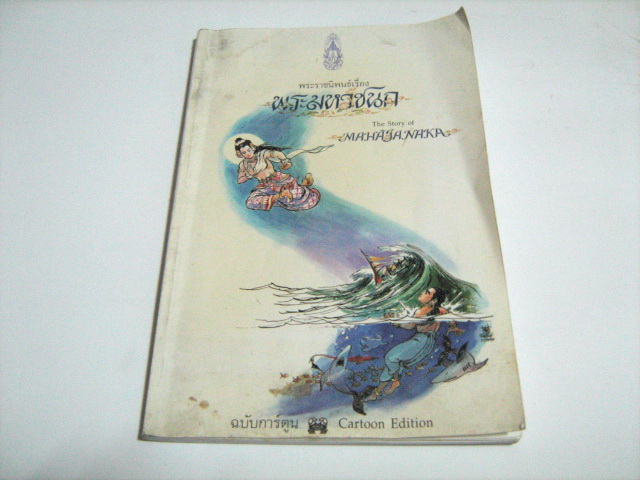 พระราชนิพนธ์เรื่อง
พระมหาชนก
The Story of
MAHAJANAKA
ฉบับการ์ตูน Cartoon Edition